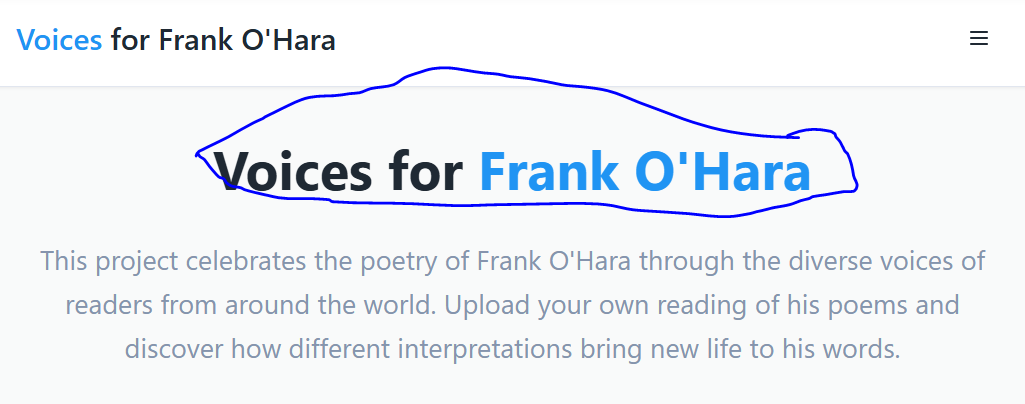 Voices for Frank O'Hara
Voices for Frank O'Hara
This project celebrates the poetry of Frank O'Hara through the diverse voices of
readers from around the world. Upload your own reading of his poems and
discover how different interpretations bring new life to his words.